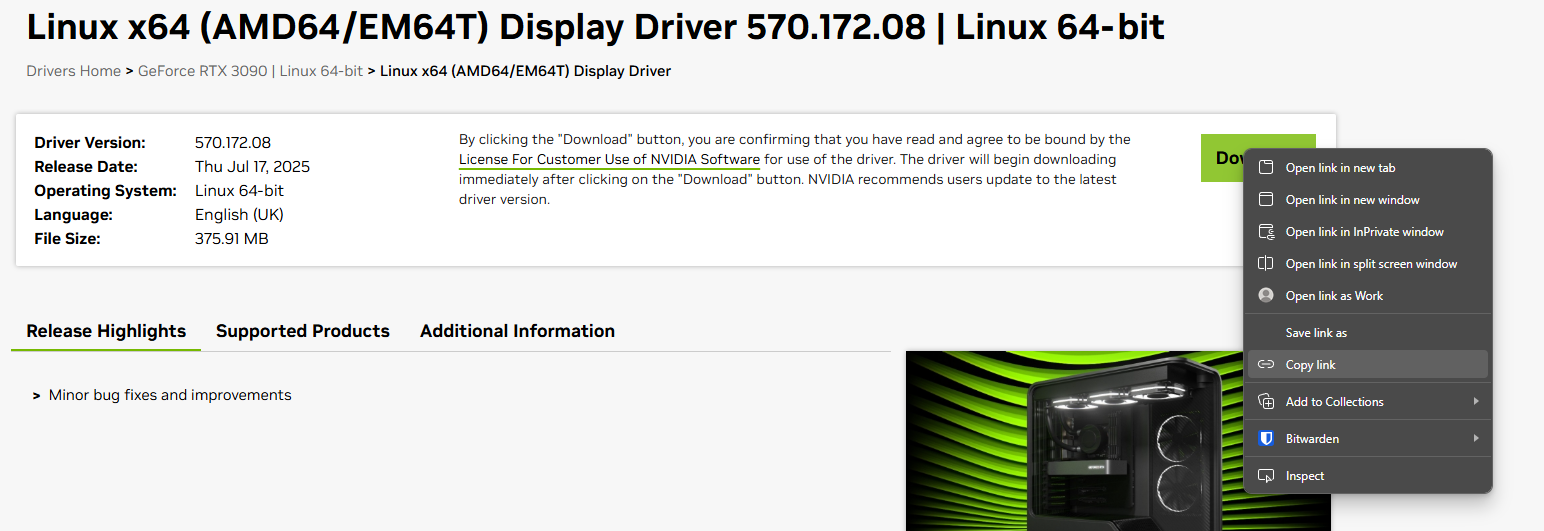 Linux x64 (AMD64/EM64T) Display Driver 570.172.08 | Linux 64-bit
Drivers Home > GeForce RTX 3090 | Linux 64-bit > Linux x64 (AMD64/EM64T) Display Driver
Driver Version: 570.172.08
Release Date: Thu Jul 17, 2025
Operating System: Linux 64-bit
Language: English (UK)
File Size: 375.91 MB
By clicking the "Download" button, you are confirming that you have read and agree to be bound by the
License For Customer Use of NVIDIA Software for use of the driver. The driver will begin downloading
immediately after clicking on the "Download" button. NVIDIA recommends users update to the latest
driver version.
Open link in new tab
Open link in new window
Open link in InPrivate window
Open link in split screen window
Open link as Work
Save link as
Copy link
Add to Collections
Bitwarden
Inspect
Release Highlights Supported Products Additional Information
> Minor bug fixes and improvements